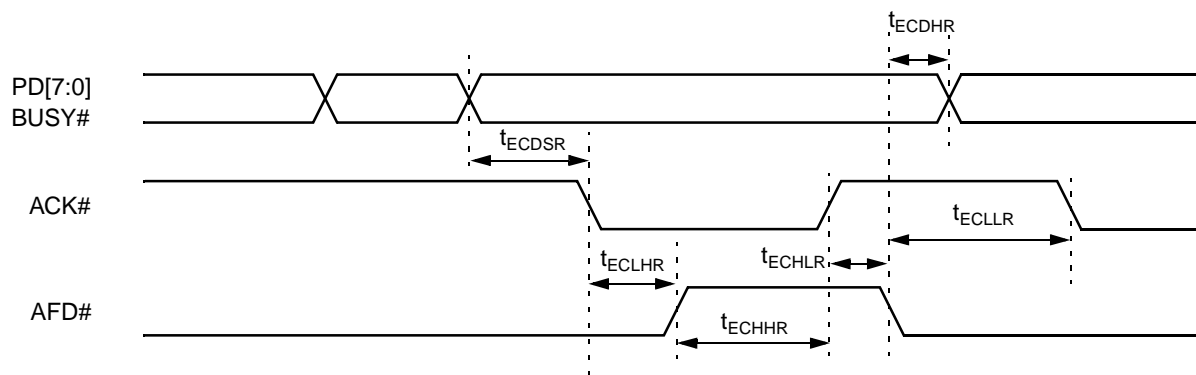 tECDHR
PD[7:0]
BUSY#
tECDSR
ACK#
tECLLR
tECHLR
tECLHR
AFD#
tECHHR